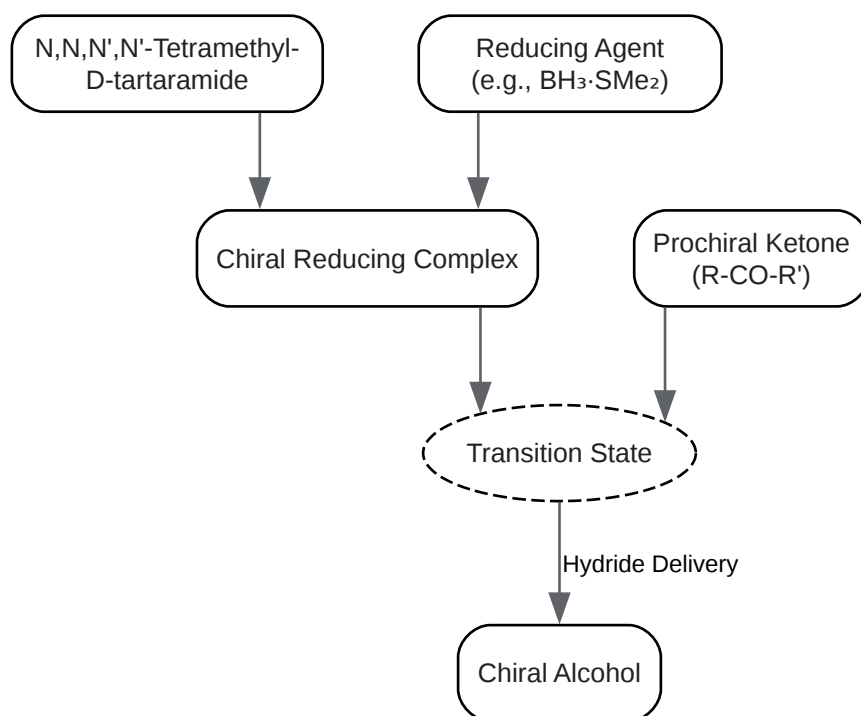 N,N,N',N'-Tetramethyl-
D-tartaramide
Reducing Agent
(e.g., BH₃·SMe₂)
Chiral Reducing Complex
Prochiral Ketone
(R-CO-R')
Transition State
Hydride Delivery
Chiral Alcohol